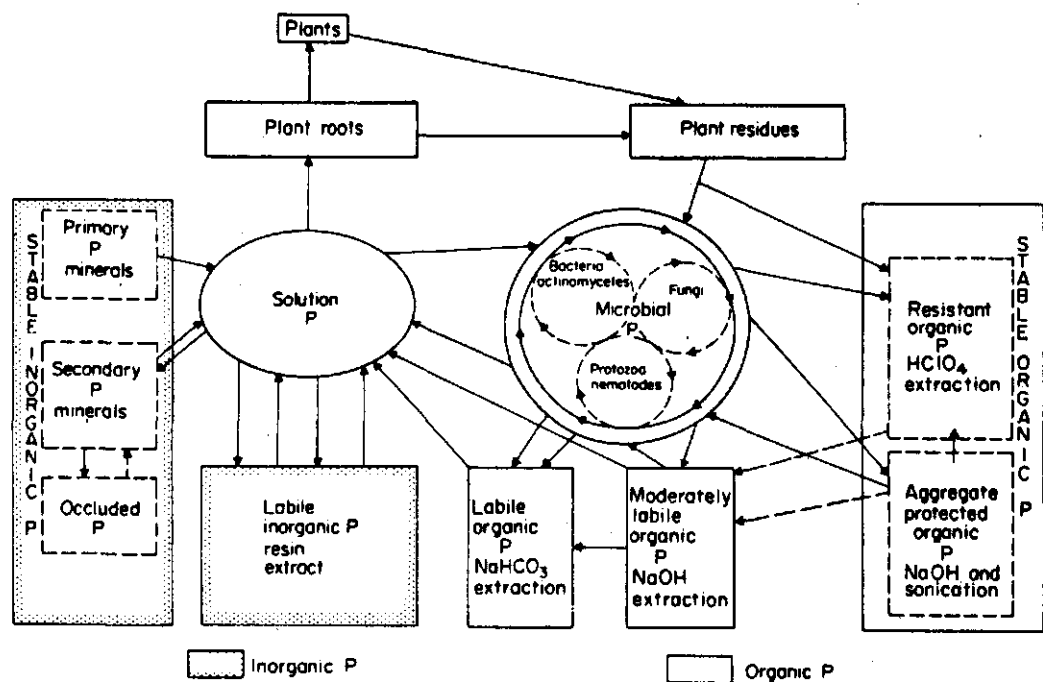 Plants
Plant roots
Plant residues
STABLE INORGANIC P
Primary
P
minerals
Secondary
P
minerals
Occluded
P
Solution
P
Bacteria
actinomyceles
Fungi
Microbial
P
Protozoa
nematodes
STABLE ORGANIC P
Resistant
organic
P
HClO₄
extraction
Aggregate
protected
organic
P
NaOH and
sonication
Labile
inorganic P
resin
extract
Labile
organic
P
NaHCO₃
extraction
Moderately
labile
organic
P
NaOH
extraction
Inorganic P
Organic P